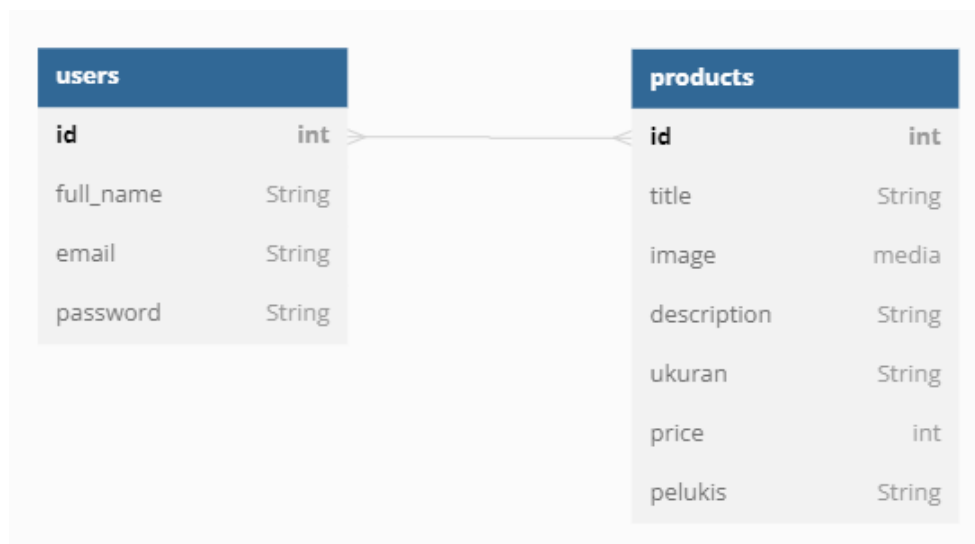 users
id int
full_name String
email String
password String
products
id int
title String
image media
description String
ukuran String
price int
pelukis String